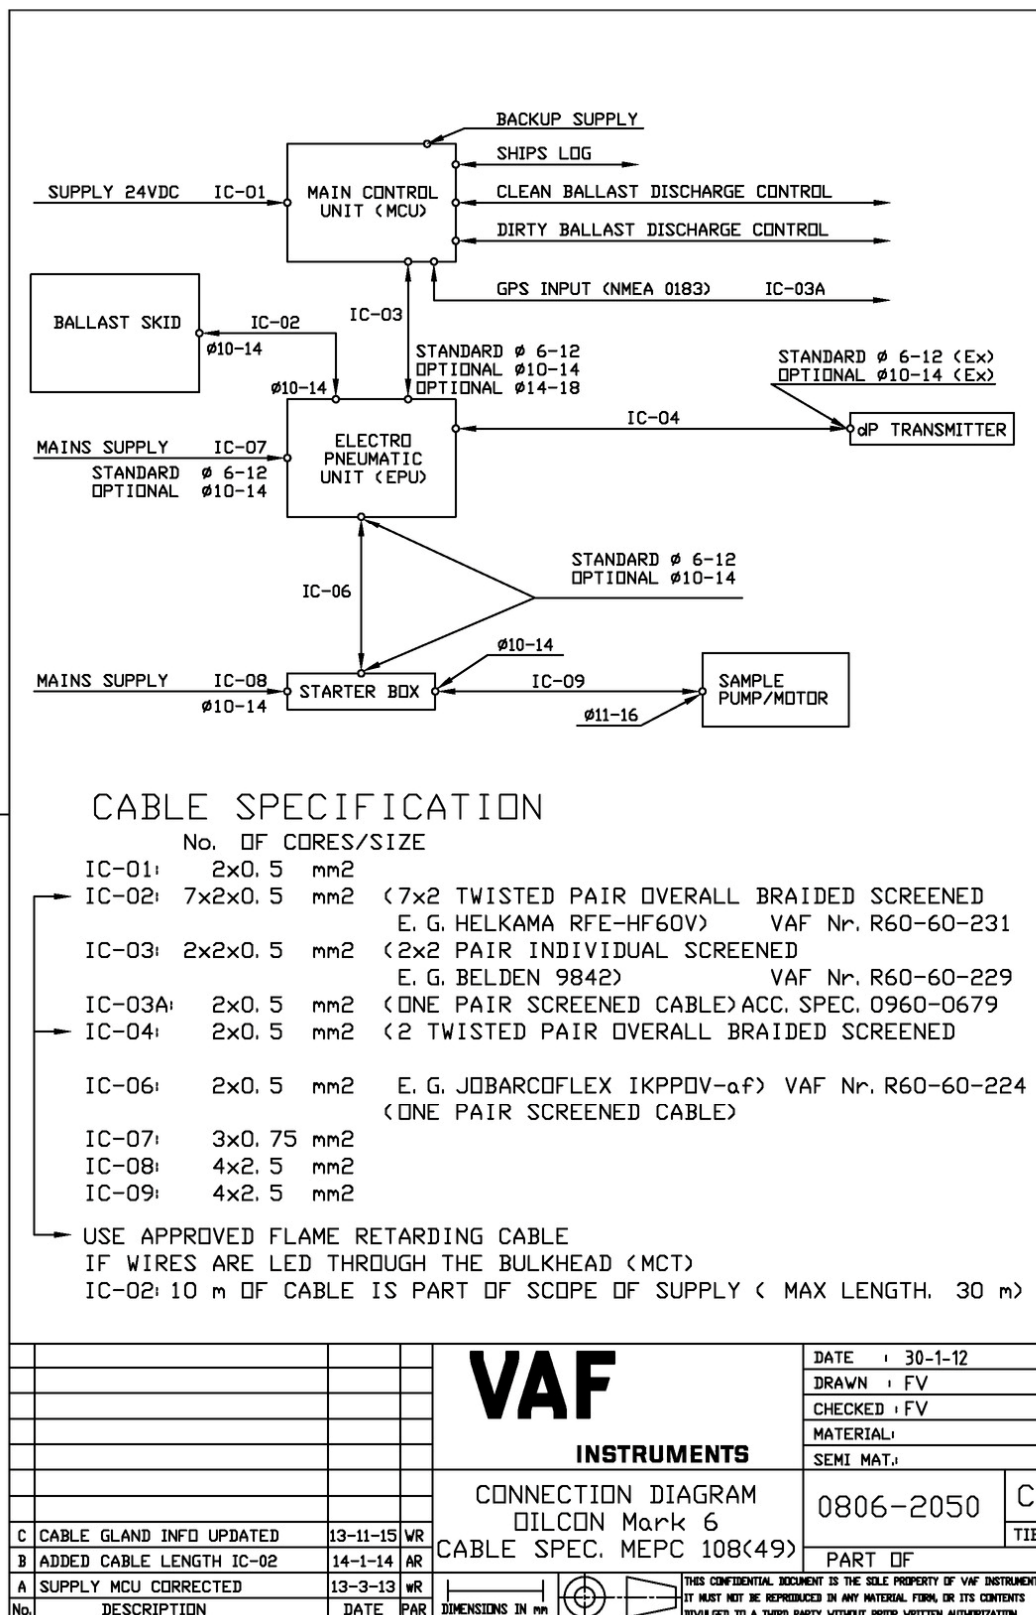 BACKUP SUPPLY
SHIPS LOG
SUPPLY 24VDC IC-01
MAIN CONTROL
UNIT (MCU)
CLEAN BALLAST DISCHARGE CONTROL
DIRTY BALLAST DISCHARGE CONTROL
GPS INPUT (NMEA 0183) IC-03A
BALLAST SKID
IC-02
ø10-14
IC-03
ø10-14
STANDARD ø 6-12
OPTIONAL ø10-14
OPTIONAL ø14-18
STANDARD ø 6-12 (Ex)
OPTIONAL ø10-14 (Ex)
IC-04
dP TRANSMITTER
MAINS SUPPLY IC-07
STANDARD ø 6-12
OPTIONAL ø10-14
ELECTRO
PNEUMATIC
UNIT (EPU)
STANDARD ø 6-12
OPTIONAL ø10-14
IC-06
ø10-14
MAINS SUPPLY IC-08
ø10-14
STARTER BOX
IC-09
ø11-16
SAMPLE
PUMP/MOTOR
CABLE SPECIFICATION
No. OF CORES/SIZE
IC-01: 2x0.5 mm2
IC-02: 7x2x0.5 mm2 (7x2 TWISTED PAIR OVERALL BRAIDED SCREENED
E.G. HELKAMA RFE-HF60V) VAF Nr. R60-60-231
IC-03: 2x2x0.5 mm2 (2x2 PAIR INDIVIDUAL SCREENED
E.G. BELDEN 9842) VAF Nr. R60-60-229
IC-03A: 2x0.5 mm2 (ONE PAIR SCREENED CABLE) ACC. SPEC. 0960-0679
IC-04: 2x0.5 mm2 (2 TWISTED PAIR OVERALL BRAIDED SCREENED
IC-06: 2x0.5 mm2 E.G. JOBARCOFLEX IKPPOV-af) VAF Nr. R60-60-224
(ONE PAIR SCREENED CABLE)
IC-07: 3x0.75 mm2
IC-08: 4x2.5 mm2
IC-09: 4x2.5 mm2
USE APPROVED FLAME RETARDING CABLE
IF WIRES ARE LED THROUGH THE BULKHEAD (MCT)
IC-02: 10 m OF CABLE IS PART OF SCOPE OF SUPPLY ( MAX LENGTH. 30 m)
VAF
INSTRUMENTS
DATE : 30-1-12
DRAWN : FV
CHECKED : FV
MATERIAL:
SEMI MAT.:
CONNECTION DIAGRAM
OILCON Mark 6
CABLE SPEC. MEPC 108(49)
0806-2050 C
TIE
PART OF
C CABLE GLAND INFO UPDATED 13-11-15 WR
B ADDED CABLE LENGTH IC-02 14-1-14 AR
A SUPPLY MCU CORRECTED 13-3-13 WR
No. DESCRIPTION DATE PAR
DIMENSIONS IN mm
THIS CONFIDENTIAL DOCUMENT IS THE SOLE PROPERTY OF VAF INSTRUMENT
IT MUST NOT BE REPRODUCED IN ANY MATERIAL FORM, OR ITS CONTENTS
DIVULGED TO A THIRD PARTY WITHOUT PRIOR WRITTEN AUTHORIZATION